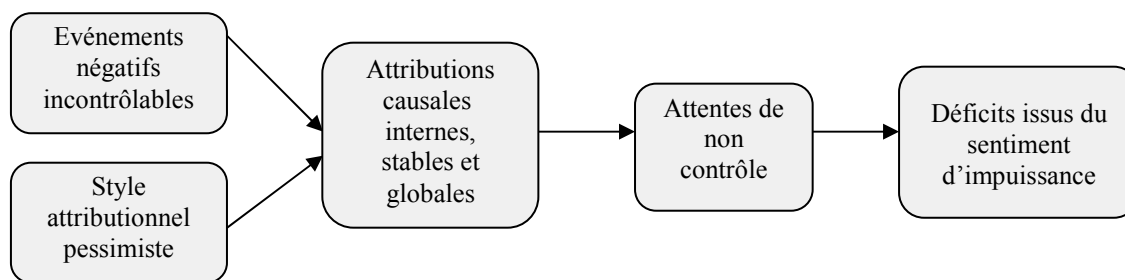 Evénements
négatifs
incontrôlables
Style
attributionnel
pessimiste
Attributions
causales
internes,
stables et
globales
Attentes de
non
contrôle
Déficits issus du
sentiment
d’impuissance